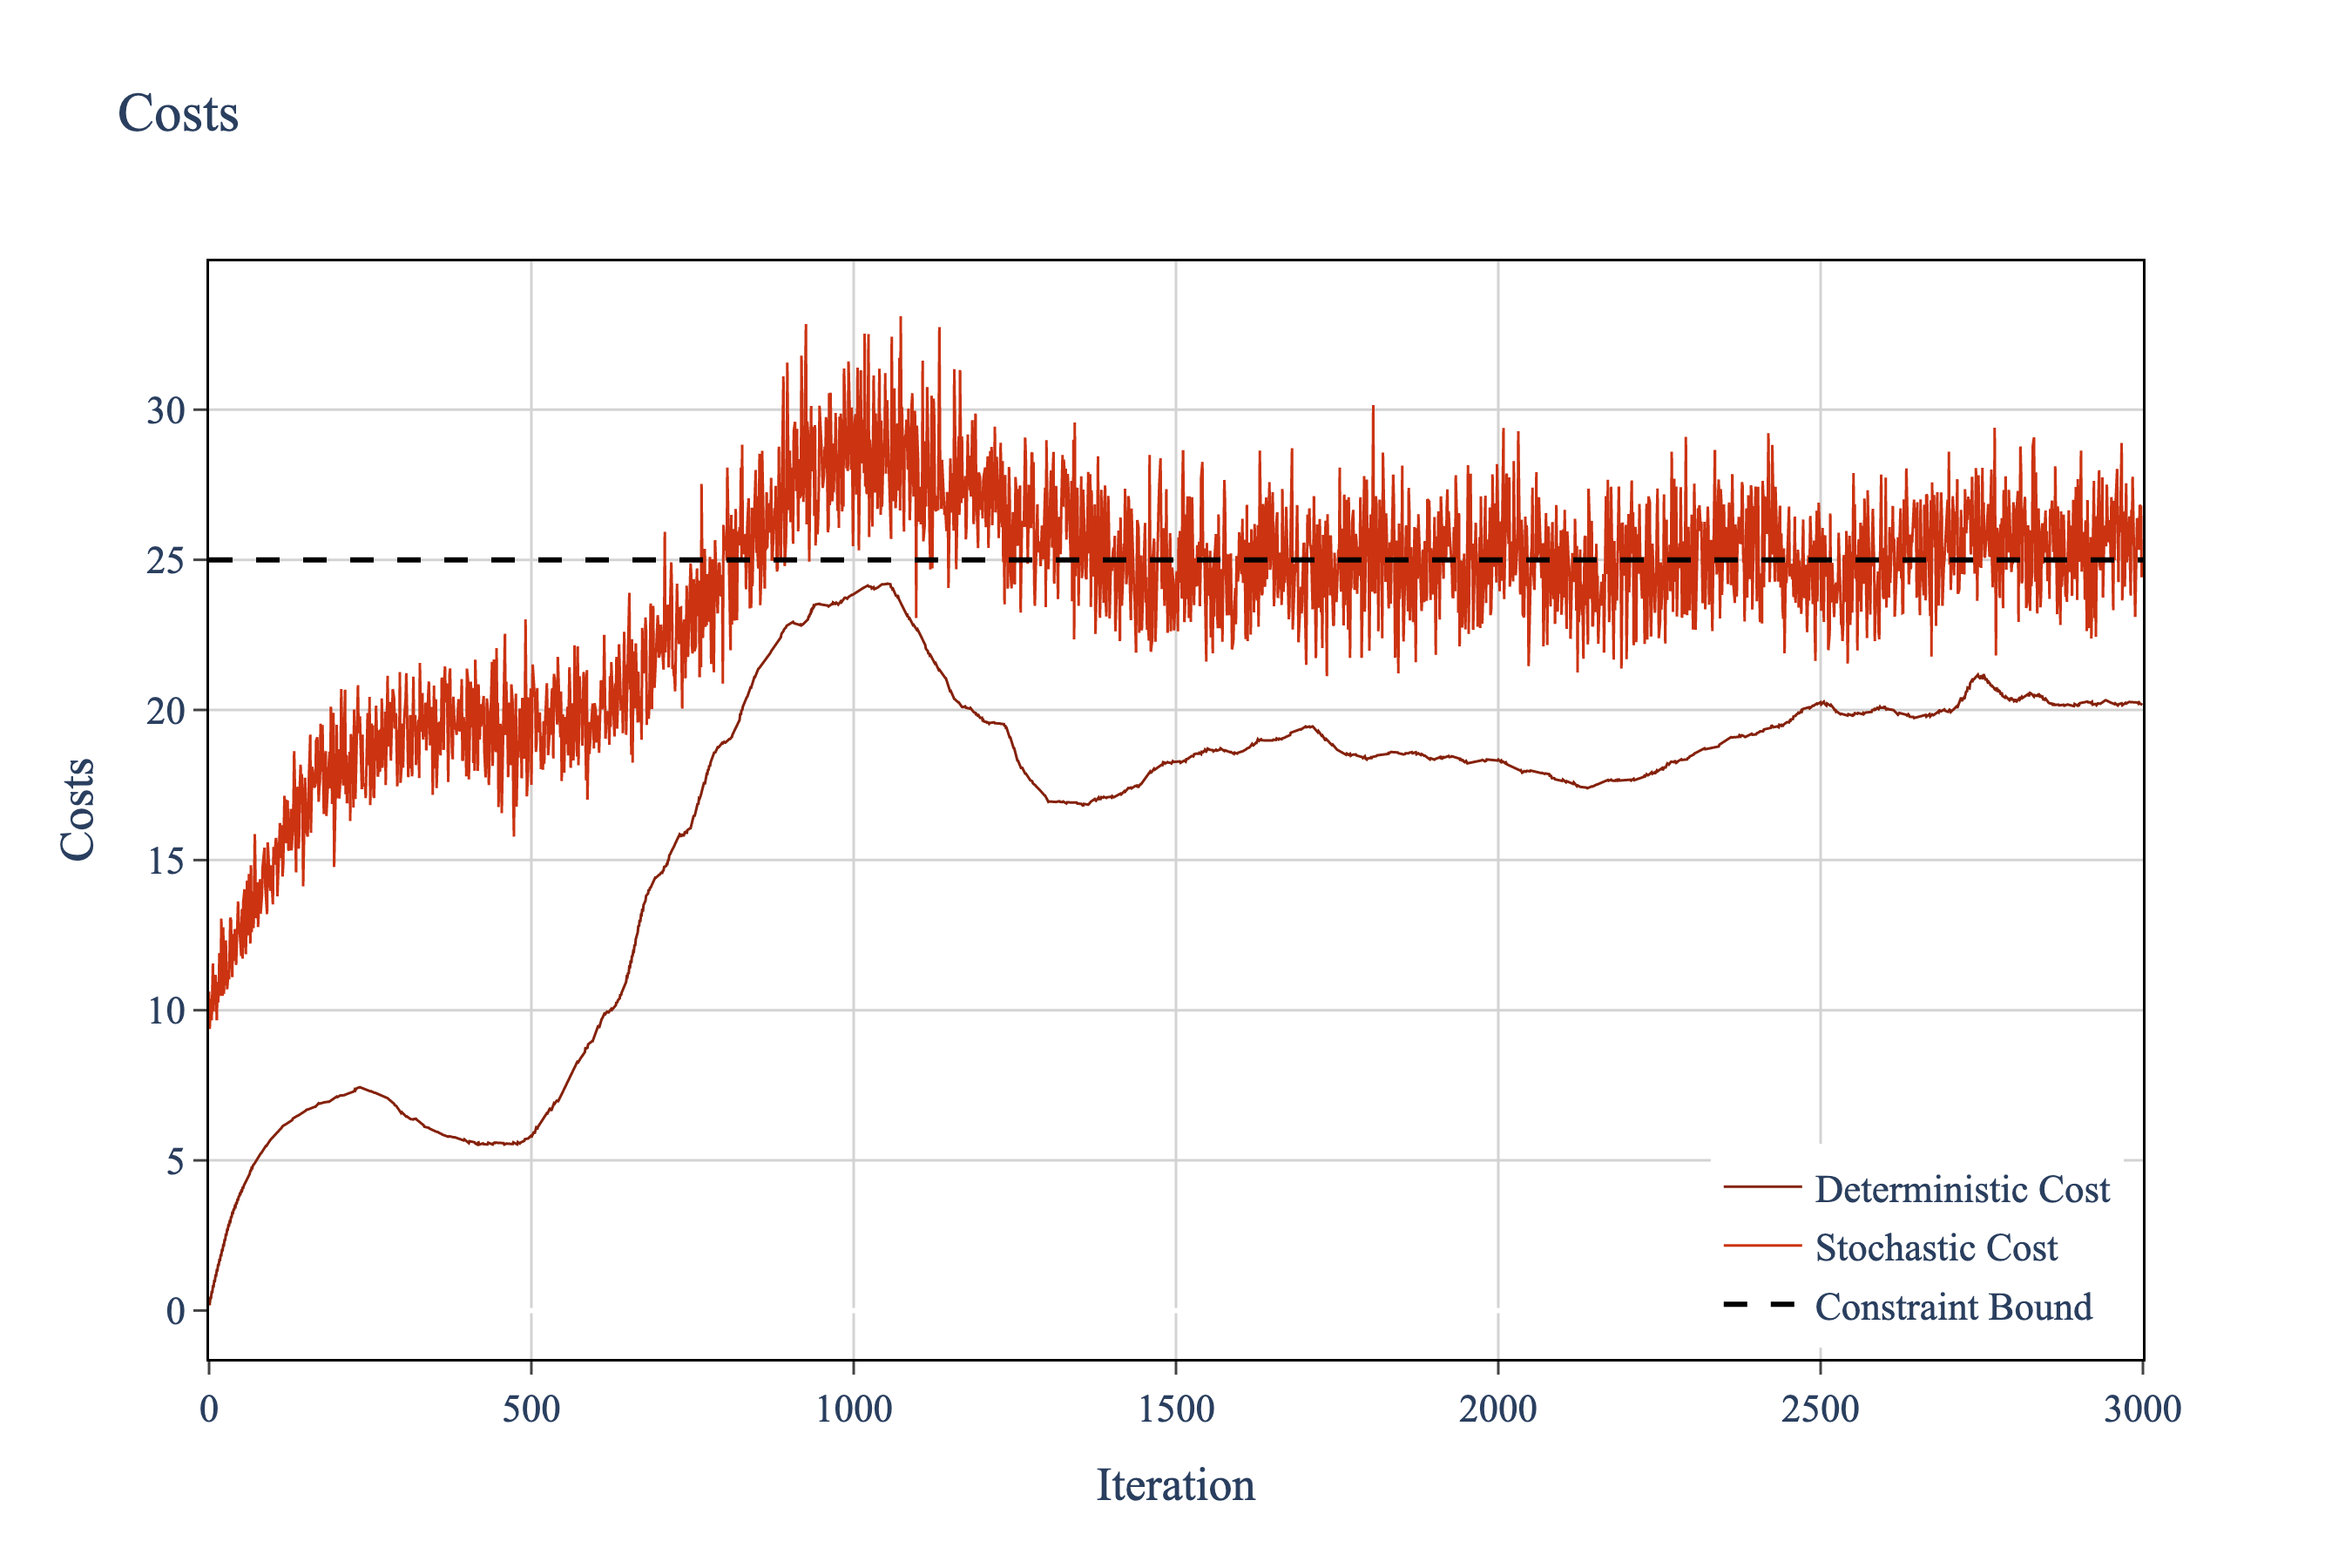 Costs
30
25
20
15
10
5
0
Costs
Deterministic Cost
Stochastic Cost
Constraint Bound
0 500 1000 1500 2000 2500 3000
Iteration